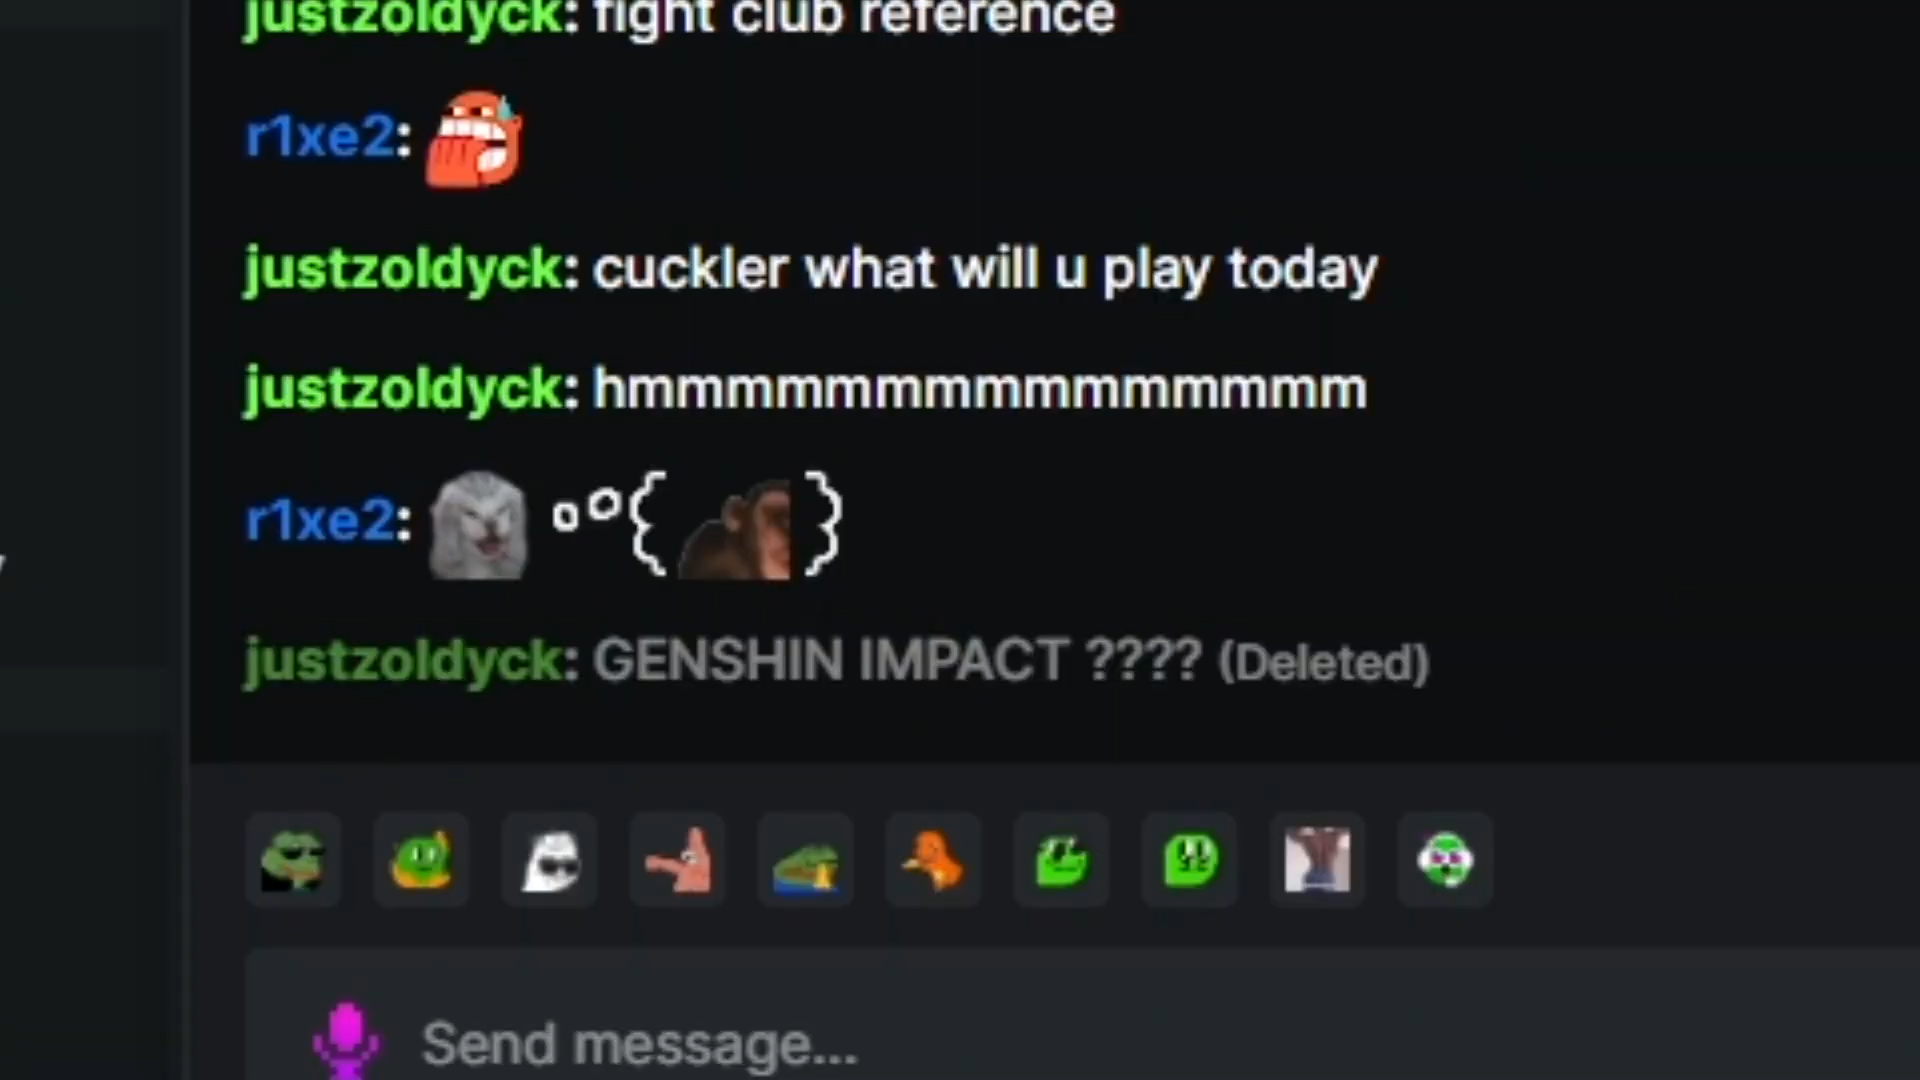 justzoldyck: fight club reference
r1xe2:
justzoldyck: cuckler what will u play today
justzoldyck: hmmmmmmmmmmmmmmm
r1xe2:
justzoldyck: GENSHIN IMPACT ???? (Deleted)
Send message...